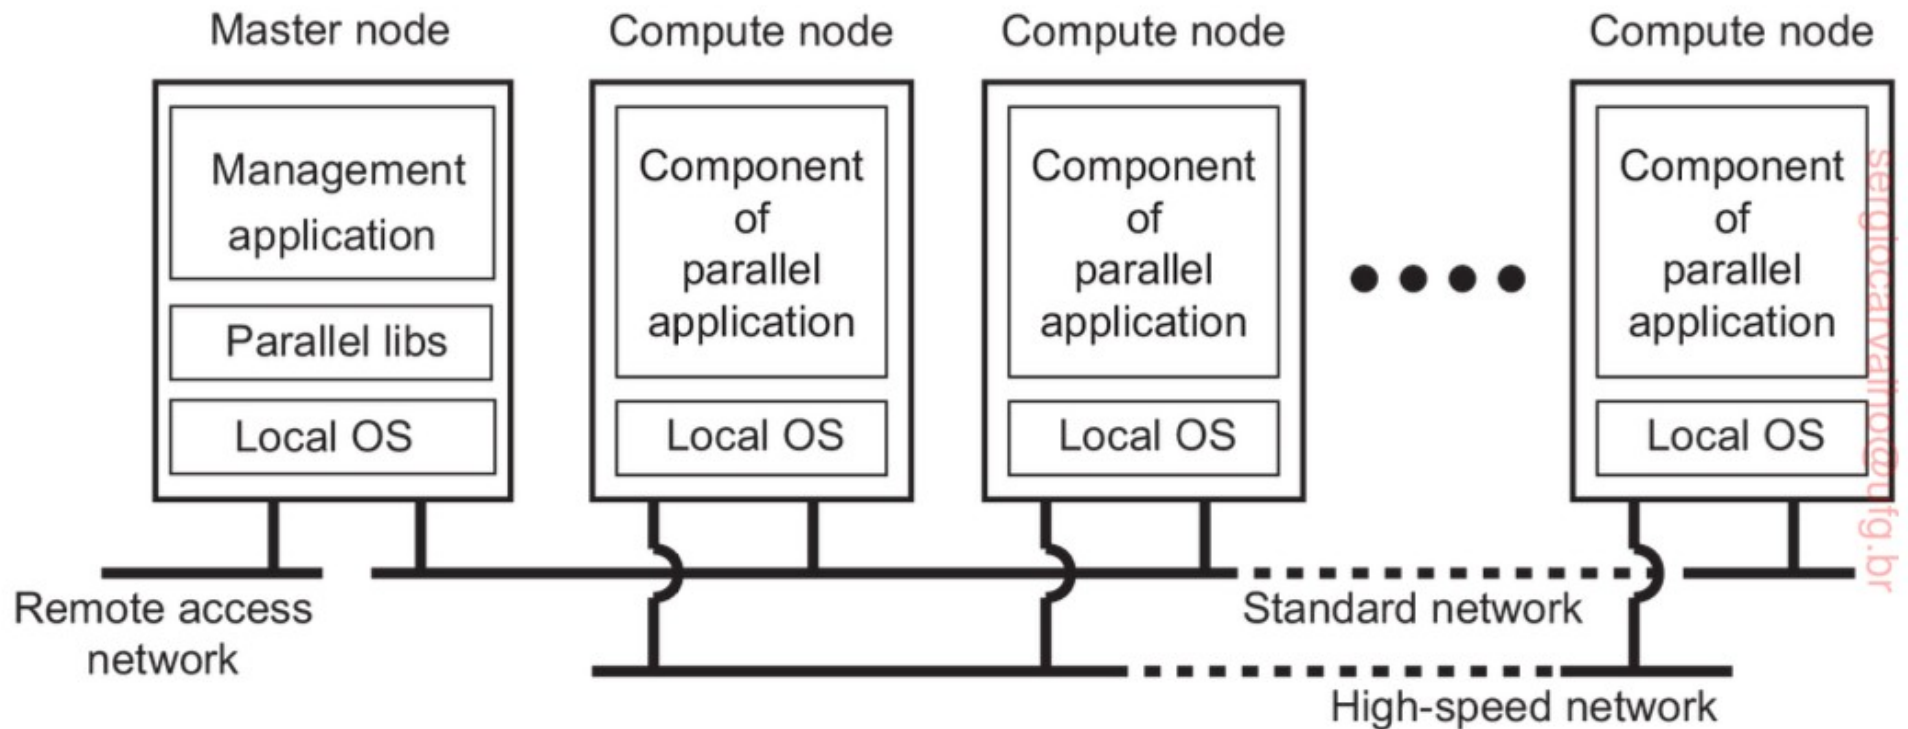 Master node
Compute node
Compute node
Compute node
Management
application
Parallel libs
Local OS
Component
of
parallel
application
Local OS
Component
of
parallel
application
Local OS
Component
of
parallel
application
Local OS
Remote access
network
Standard network
High-speed network
sergiocarvalho@ufg.br